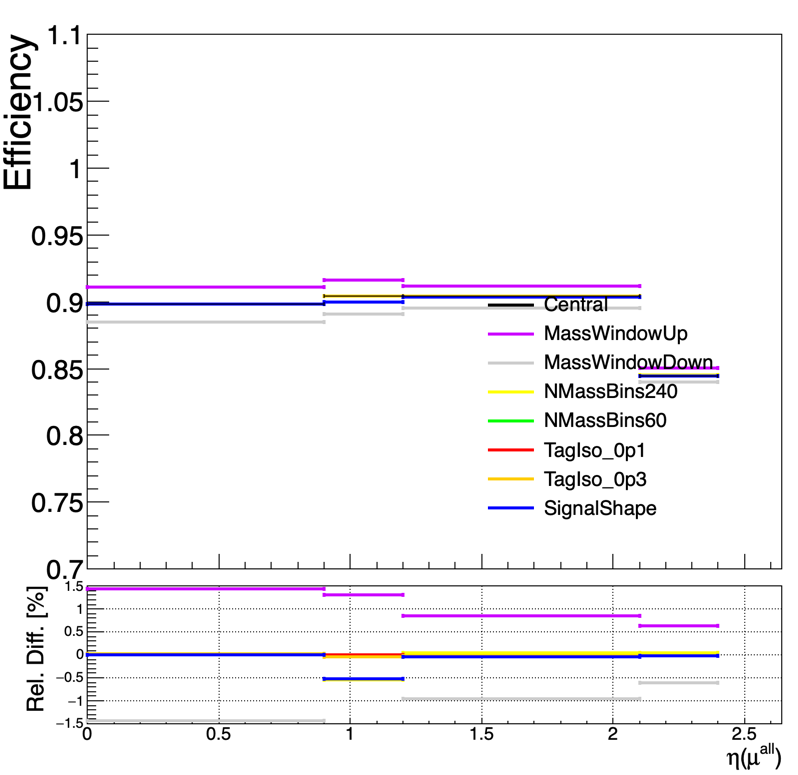 Efficiency
1.1
1.05
1
0.95
0.9
0.85
0.8
0.75
0.7
Central
MassWindowUp
MassWindowDown
NMassBins240
NMassBins60
TagIso_0p1
TagIso_0p3
SignalShape
Rel. Diff. [%]
1.5
1
0.5
0
−0.5
−1
−1.5
0 0.5 1 1.5 2 2.5
η(μ^all)